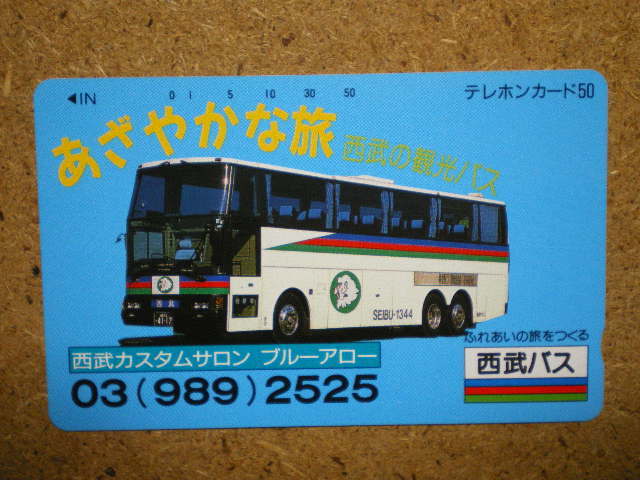 ◀IN
0 1 5 10 30 50
テレホンカード50
あざやかな旅
西武の観光バス
西武
SEIBU-1344
ふれあいの旅をつくる
西武バス
西武カスタムサロン ブルーアロー
03(989)2525